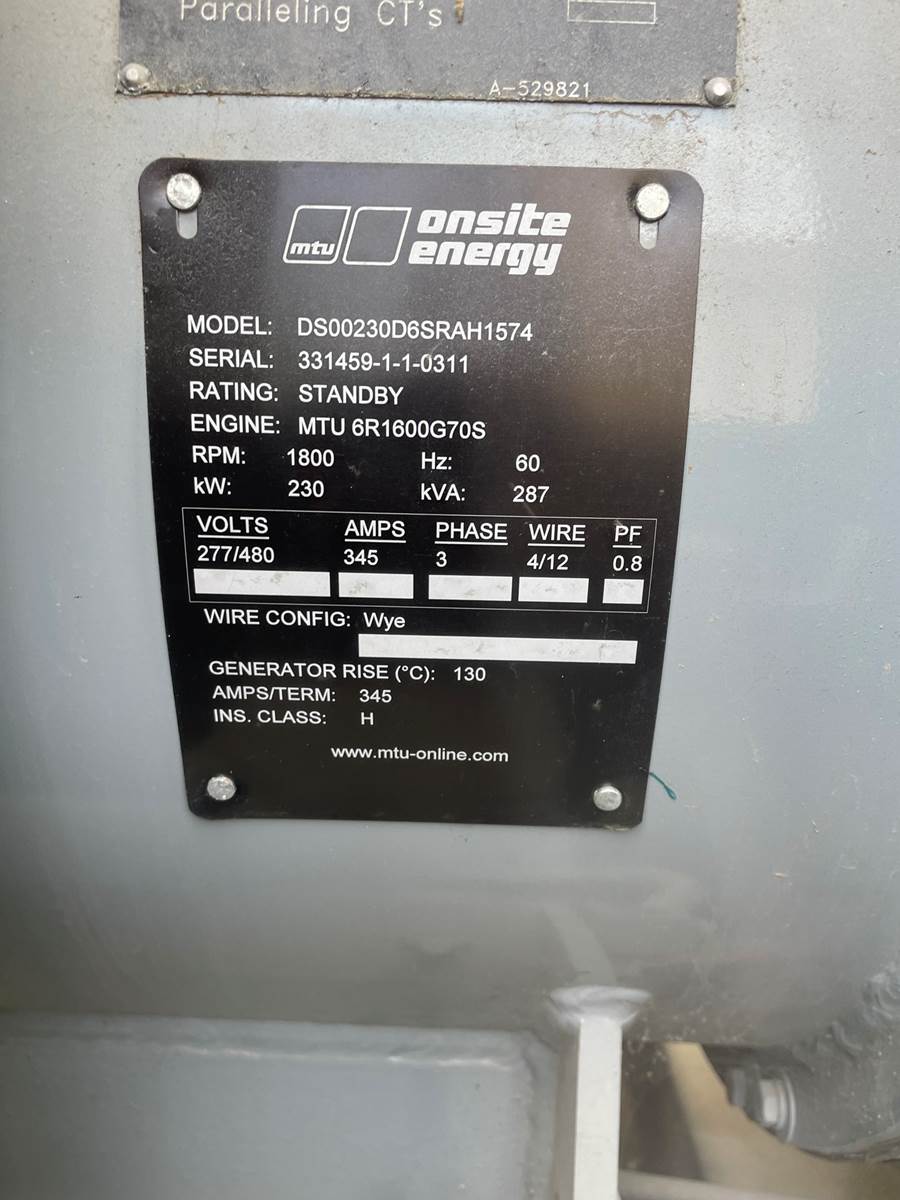 Paralleling CT's
A-529821
mtu onsite
energy
MODEL: DS00230D6SRAH1574
SERIAL: 331459-1-1-0311
RATING: STANDBY
ENGINE: MTU 6R1600G70S
RPM: 1800 Hz: 60
kW: 230 kVA: 287
VOLTS AMPS PHASE WIRE PF
277/480 345 3 4/12 0.8
WIRE CONFIG: Wye
GENERATOR RISE (°C): 130
AMPS/TERM: 345
INS. CLASS: H
www.mtu-online.com